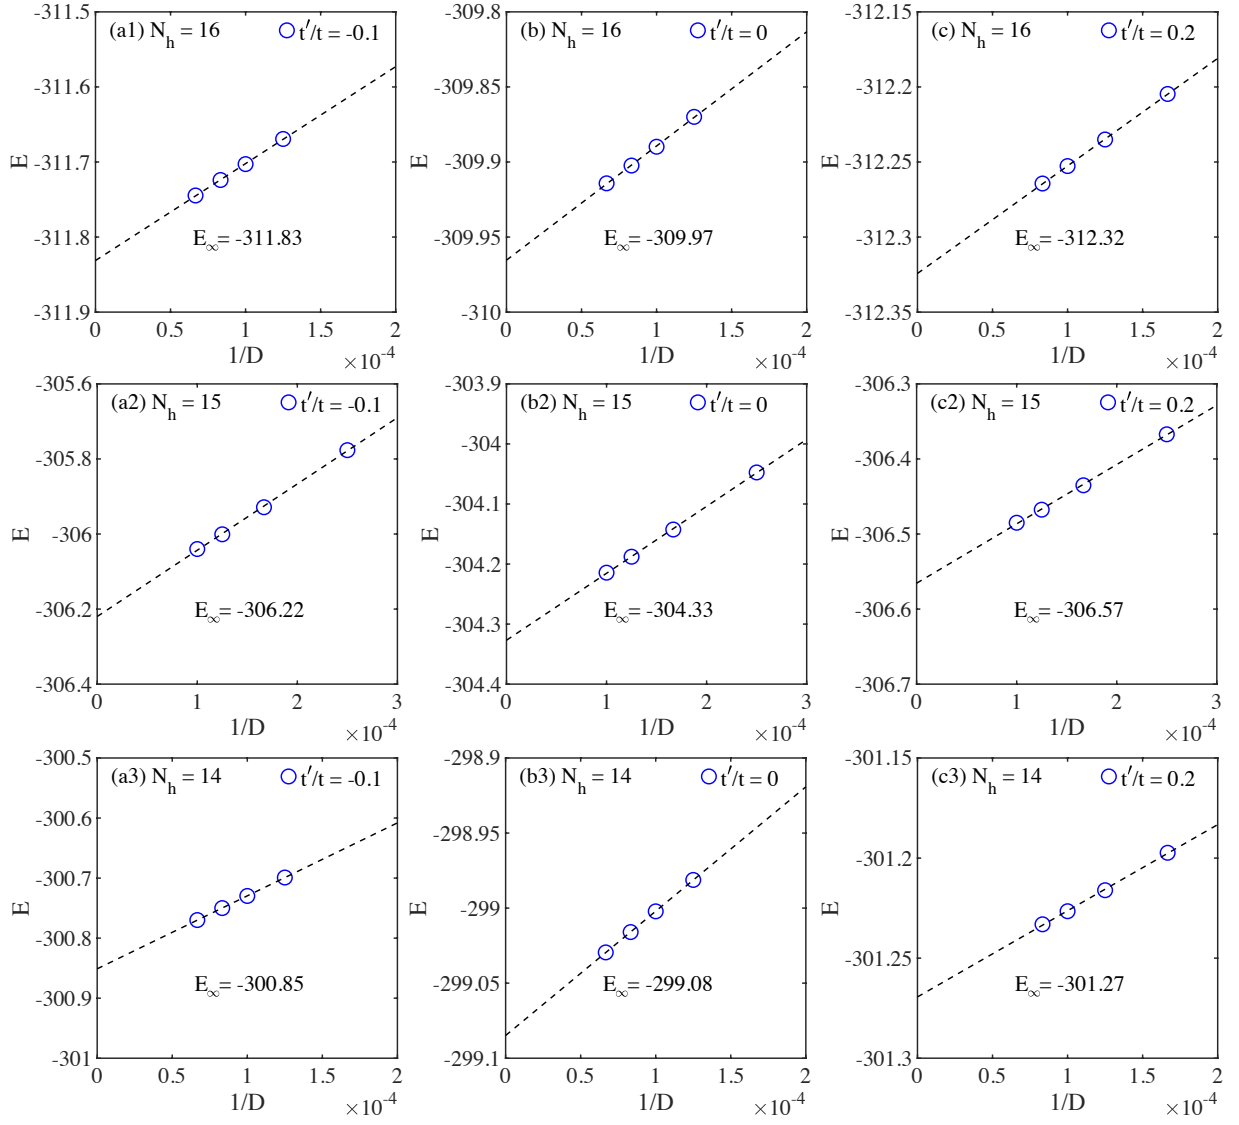 (a1) N_h = 16
t′/t = -0.1
-311.5
-311.6
-311.7
-311.8
-311.9
E
E_∞= -311.83
0 0.5 1 1.5 2
1/D
×10^-4
(b) N_h = 16
t′/t = 0
-309.8
-309.85
-309.9
-309.95
-310
E
E_∞= -309.97
0 0.5 1 1.5 2
1/D
×10^-4
(c) N_h = 16
t′/t = 0.2
-312.15
-312.2
-312.25
-312.3
-312.35
E
E_∞= -312.32
0 0.5 1 1.5 2
1/D
×10^-4
(a2) N_h = 15
t′/t = -0.1
-305.6
-305.8
-306
-306.2
-306.4
E
E_∞= -306.22
0 1 2 3
1/D
×10^-4
(b2) N_h = 15
t′/t = 0
-303.9
-304
-304.1
-304.2
-304.3
-304.4
E
E_∞= -304.33
0 1 2 3
1/D
×10^-4
(c2) N_h = 15
t′/t = 0.2
-306.3
-306.4
-306.5
-306.6
-306.7
E
E_∞= -306.57
0 1 2 3
1/D
×10^-4
(a3) N_h = 14
t′/t = -0.1
-300.5
-300.6
-300.7
-300.8
-300.9
-301
E
E_∞= -300.85
0 0.5 1 1.5 2
1/D
×10^-4
(b3) N_h = 14
t′/t = 0
-298.9
-298.95
-299
-299.05
-299.1
E
E_∞= -299.08
0 0.5 1 1.5 2
1/D
×10^-4
(c3) N_h = 14
t′/t = 0.2
-301.15
-301.2
-301.25
-301.3
E
E_∞= -301.27
0 0.5 1 1.5 2
1/D
×10^-4